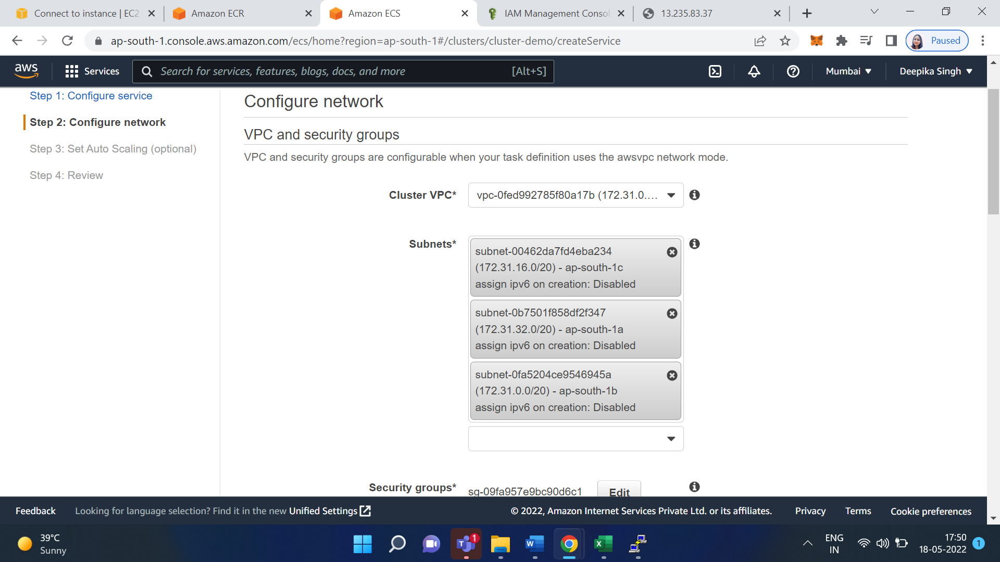 Connect to instance | EC2
Amazon ECR
Amazon ECS
IAM Management Consol
13.235.83.37
ap-south-1.console.aws.amazon.com/ecs/home?region=ap-south-1#/clusters/cluster-demo/createService
Paused
aws
Services
Search for services, features, blogs, docs, and more
[Alt+S]
Mumbai
Deepika Singh
Step 1: Configure service
Step 2: Configure network
Step 3: Set Auto Scaling (optional)
Step 4: Review
Configure network
VPC and security groups
VPC and security groups are configurable when your task definition uses the awsvpc network mode.
Cluster VPC*
vpc-0fed992785f80a17b (172.31.0....
Subnets*
subnet-00462da7fd4eba234
(172.31.16.0/20) - ap-south-1c
assign ipv6 on creation: Disabled
subnet-0b7501f858df2f347
(172.31.32.0/20) - ap-south-1a
assign ipv6 on creation: Disabled
subnet-0fa5204ce9546945a
(172.31.0.0/20) - ap-south-1b
assign ipv6 on creation: Disabled
Security groups*
sg-09fa957e9bc90d6c1
Edit
Feedback
Looking for language selection? Find it in the new Unified Settings
© 2022, Amazon Internet Services Private Ltd. or its affiliates.
Privacy
Terms
Cookie preferences
39°C
Sunny
1
ENG
IN
17:50
18-05-2022
1